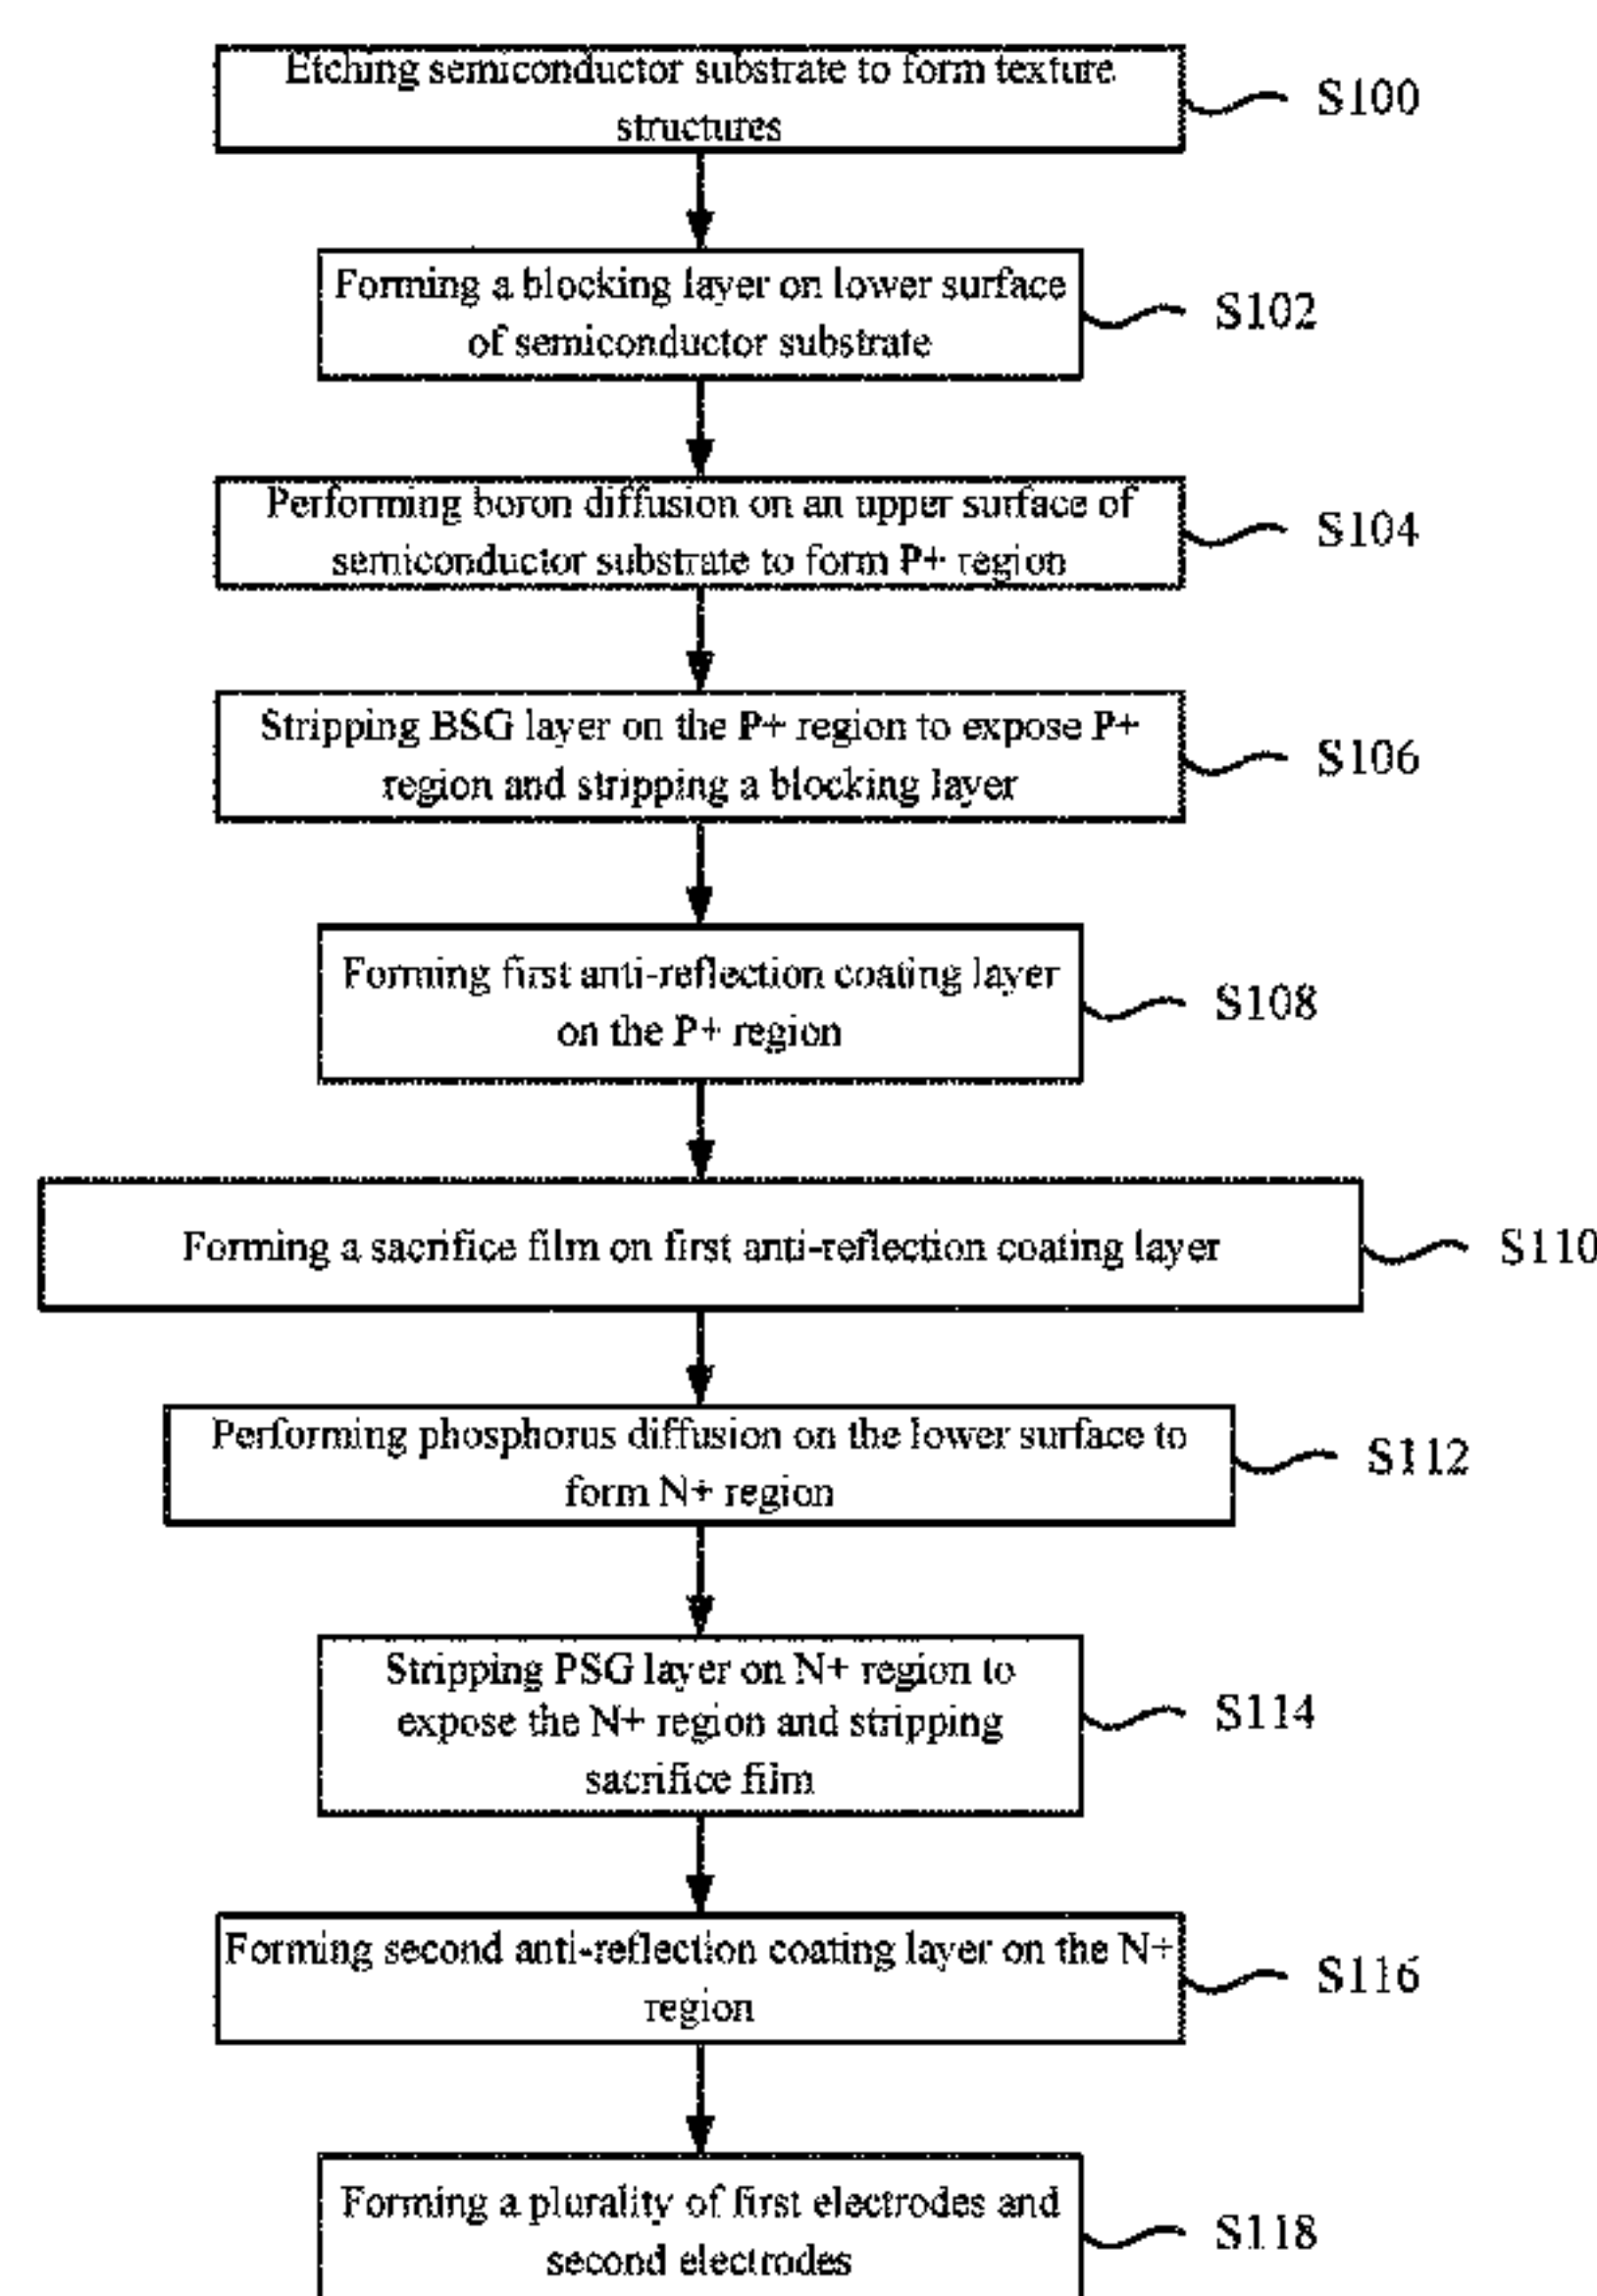 Etching semiconductor substrate to form texture
structures
S100
Forming a blocking layer on lower surface
of semiconductor substrate
S102
Performing boron diffusion on an upper surface of
semiconductor substrate to form P+ region
S104
Stripping BSG layer on the P+ region to expose P+
region and stripping a blocking layer
S106
Forming first anti-reflection coating layer
on the P+ region
S108
Forming a sacrifice film on first anti-reflection coating layer
S110
Performing phosphorus diffusion on the lower surface to
form N+ region
S112
Stripping PSG layer on N+ region to
expose the N+ region and stripping
sacrifice film
S114
Forming second anti-reflection coating layer on the N+
region
S116
Forming a plurality of first electrodes and
second electrodes
S118